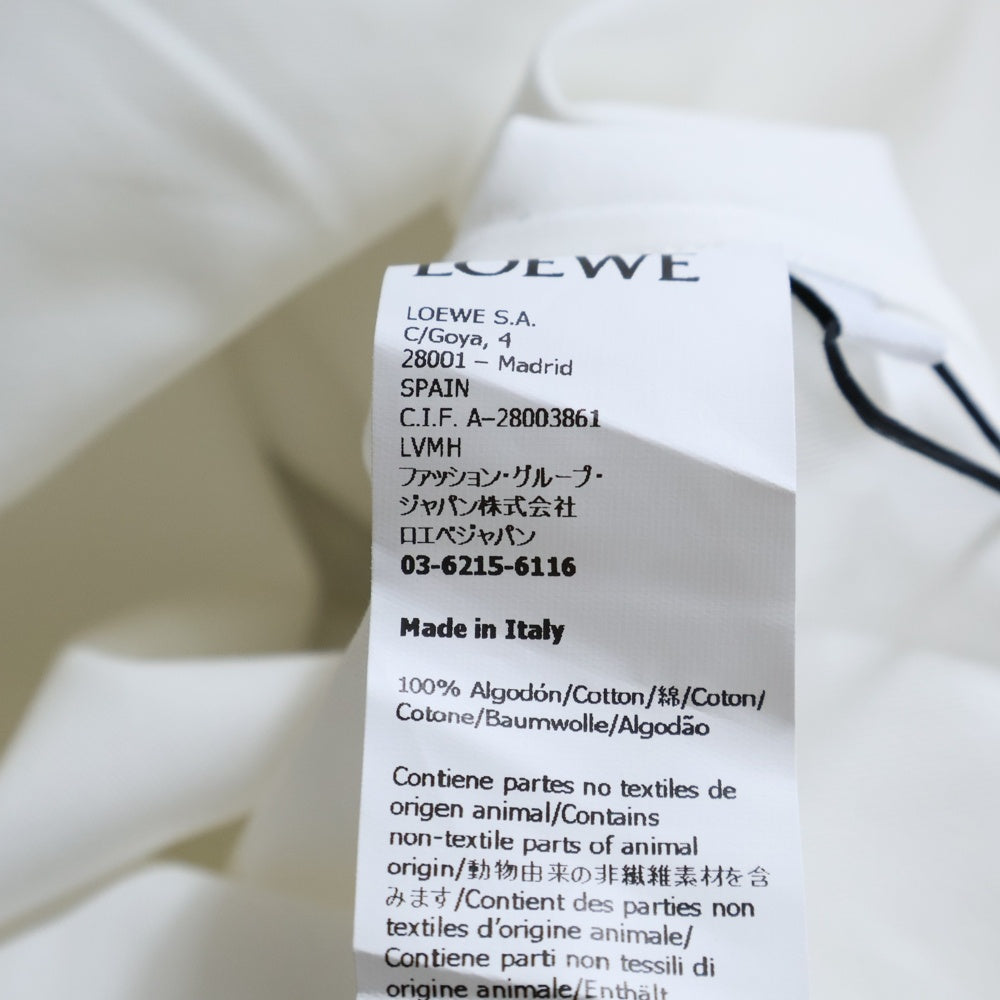 LOEWE
LOEWE S.A.
C/Goya, 4
28001 – Madrid
SPAIN
C.I.F. A–28003861
LVMH
ファッション・グループ・
ジャパン株式会社
ロエベジャパン
03-6215-6116
Made in Italy
100% Algodón/Cotton/綿/Coton/
Cotone/Baumwolle/Algodão
Contiene partes no textiles de
origen animal/Contains
non-textile parts of animal
origin/動物由来の非繊維素材を含
みます/Contient des parties non
textiles d'origine animale/
Contiene parti non tessili di
origine animale/Enthält